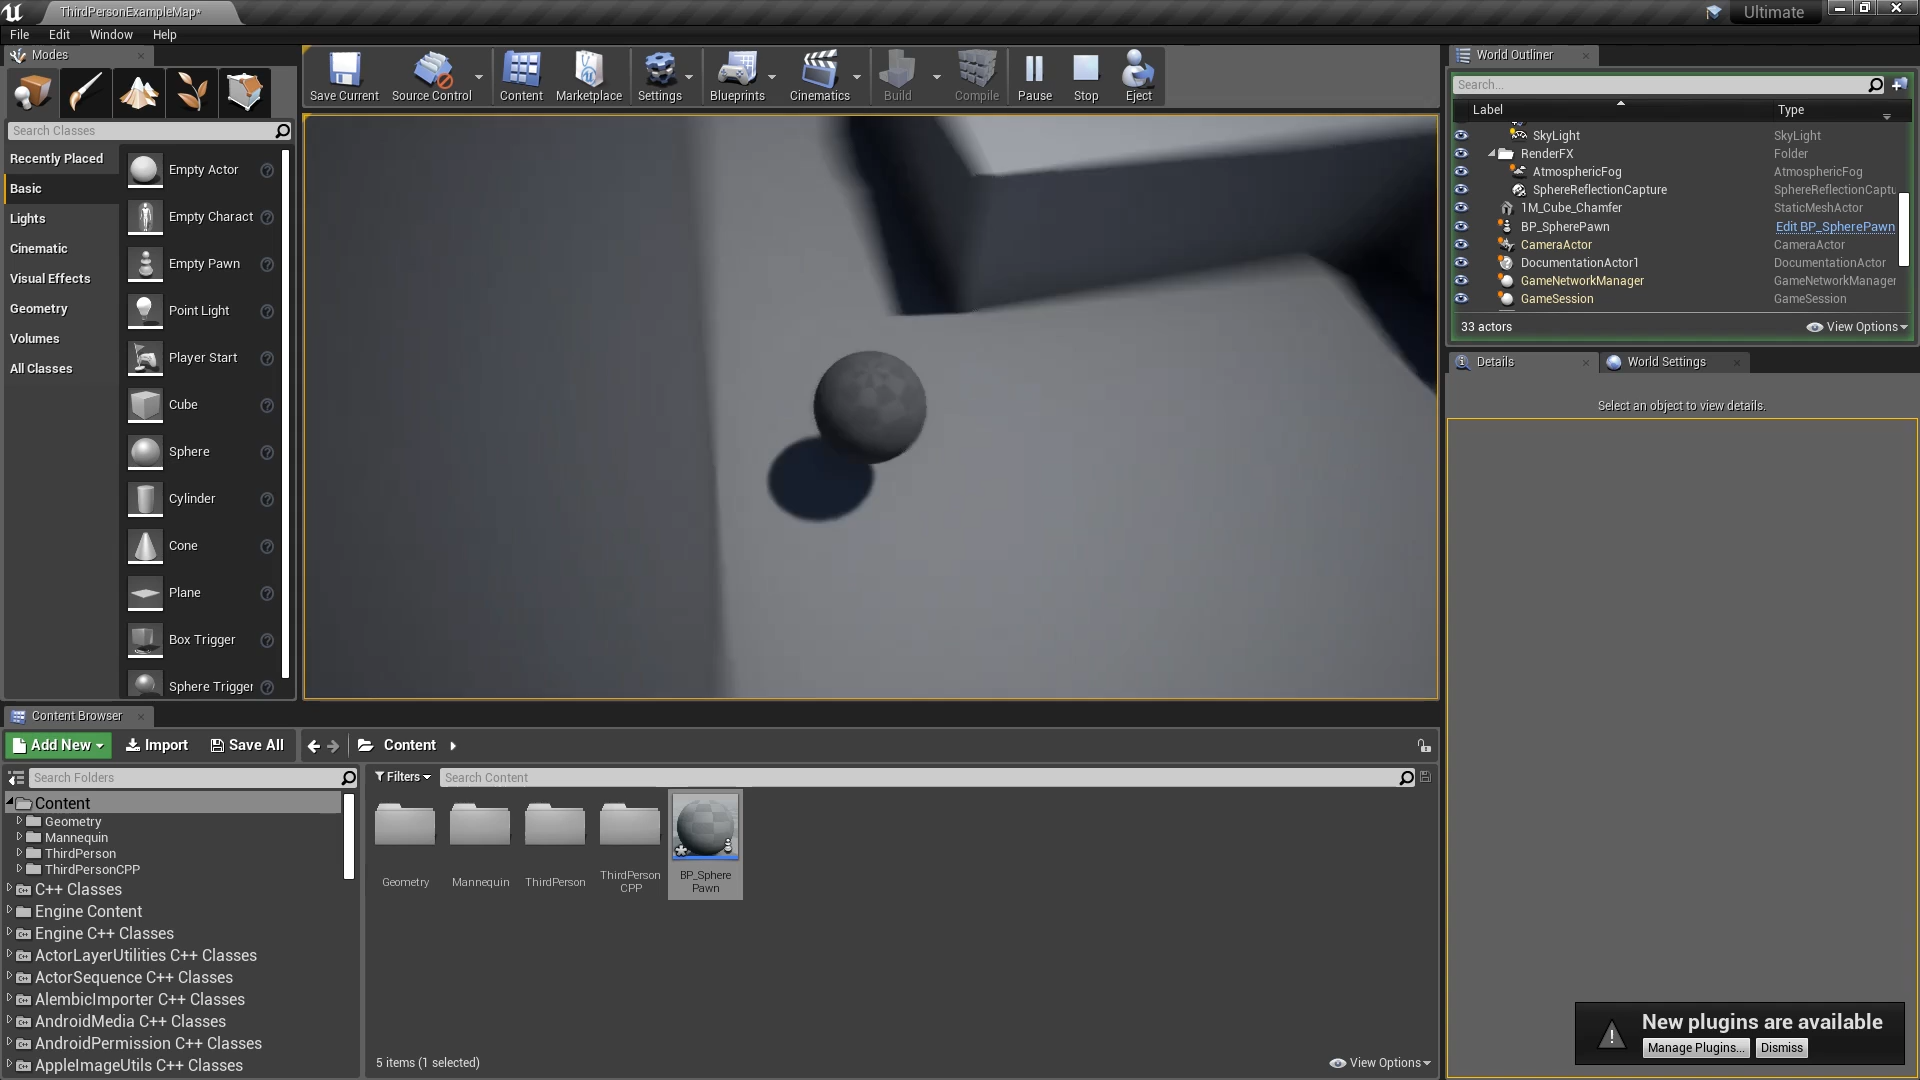 ThirdPersonExampleMap*
Ultimate
File Edit Window Help
Modes
Search Classes
Recently Placed
Basic
Lights
Cinematic
Visual Effects
Geometry
Volumes
All Classes
Empty Actor
Empty Charact
Empty Pawn
Point Light
Player Start
Cube
Sphere
Cylinder
Cone
Plane
Box Trigger
Sphere Trigger
Save Current
Source Control
Content
Marketplace
Settings
Blueprints
Cinematics
Build
Compile
Pause
Stop
Eject
World Outliner
Search...
Label Type
SkyLight SkyLight
RenderFX Folder
AtmosphericFog AtmosphericFog
SphereReflectionCapture SphereReflectionCaptu
1M_Cube_Chamfer StaticMeshActor
BP_SpherePawn Edit BP_SpherePawn
CameraActor CameraActor
DocumentationActor1 DocumentationActor
GameNetworkManager GameNetworkManager
GameSession GameSession
33 actors View Options
Details
World Settings
Select an object to view details.
Content Browser
Add New Import Save All Content
Search Folders
Content
Geometry
Mannequin
ThirdPerson
ThirdPersonCPP
C++ Classes
Engine Content
Engine C++ Classes
ActorLayerUtilities C++ Classes
ActorSequence C++ Classes
AlembicImporter C++ Classes
AndroidMedia C++ Classes
AndroidPermission C++ Classes
AppleImageUtils C++ Classes
Filters Search Content
Geometry
Mannequin
ThirdPerson
ThirdPerson
CPP
BP_Sphere
Pawn
5 items (1 selected) View Options
New plugins are available
Manage Plugins... Dismiss